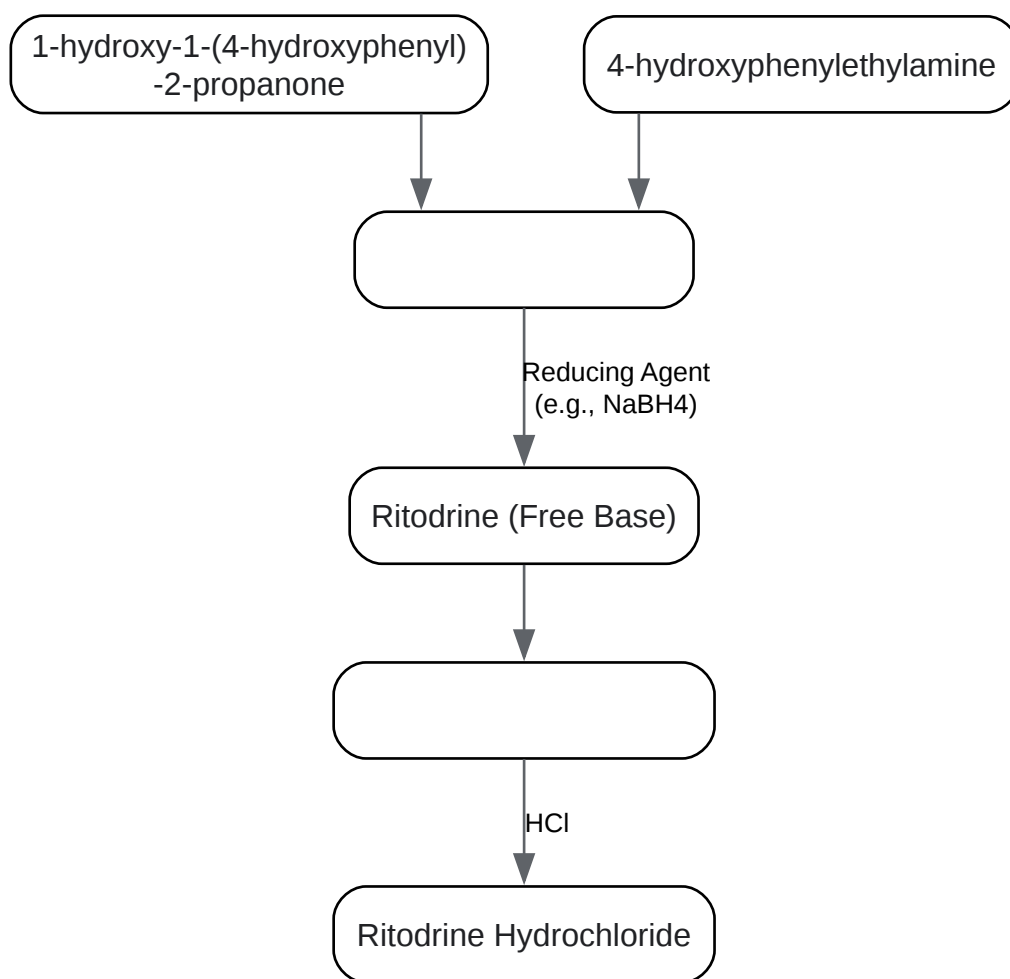 1-hydroxy-1-(4-hydroxyphenyl)
-2-propanone
4-hydroxyphenylethylamine
Reducing Agent
(e.g., NaBH4)
Ritodrine (Free Base)
HCl
Ritodrine Hydrochloride